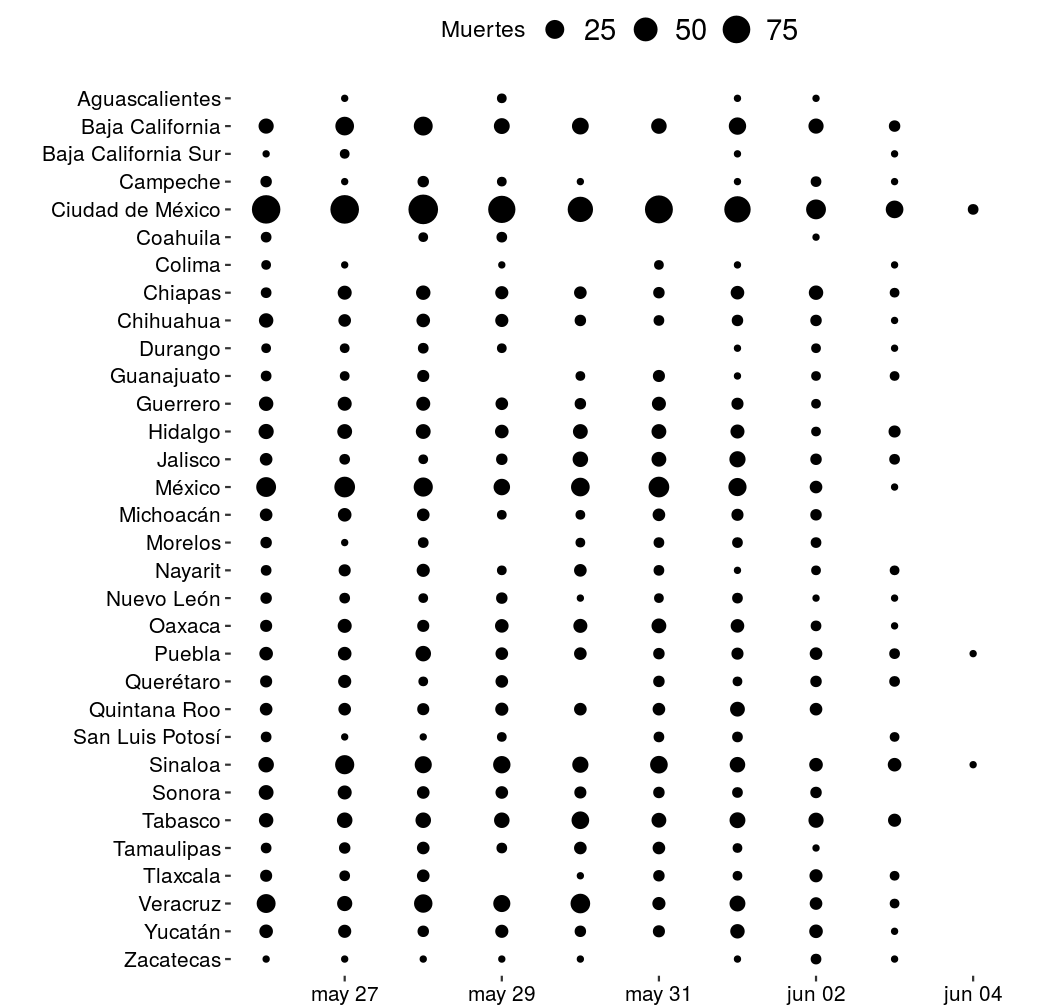 Muertes 25 50 75
Aguascalientes
Baja California
Baja California Sur
Campeche
Ciudad de México
Coahuila
Colima
Chiapas
Chihuahua
Durango
Guanajuato
Guerrero
Hidalgo
Jalisco
México
Michoacán
Morelos
Nayarit
Nuevo León
Oaxaca
Puebla
Querétaro
Quintana Roo
San Luis Potosí
Sinaloa
Sonora
Tabasco
Tamaulipas
Tlaxcala
Veracruz
Yucatán
Zacatecas
may 27 may 29 may 31 jun 02 jun 04